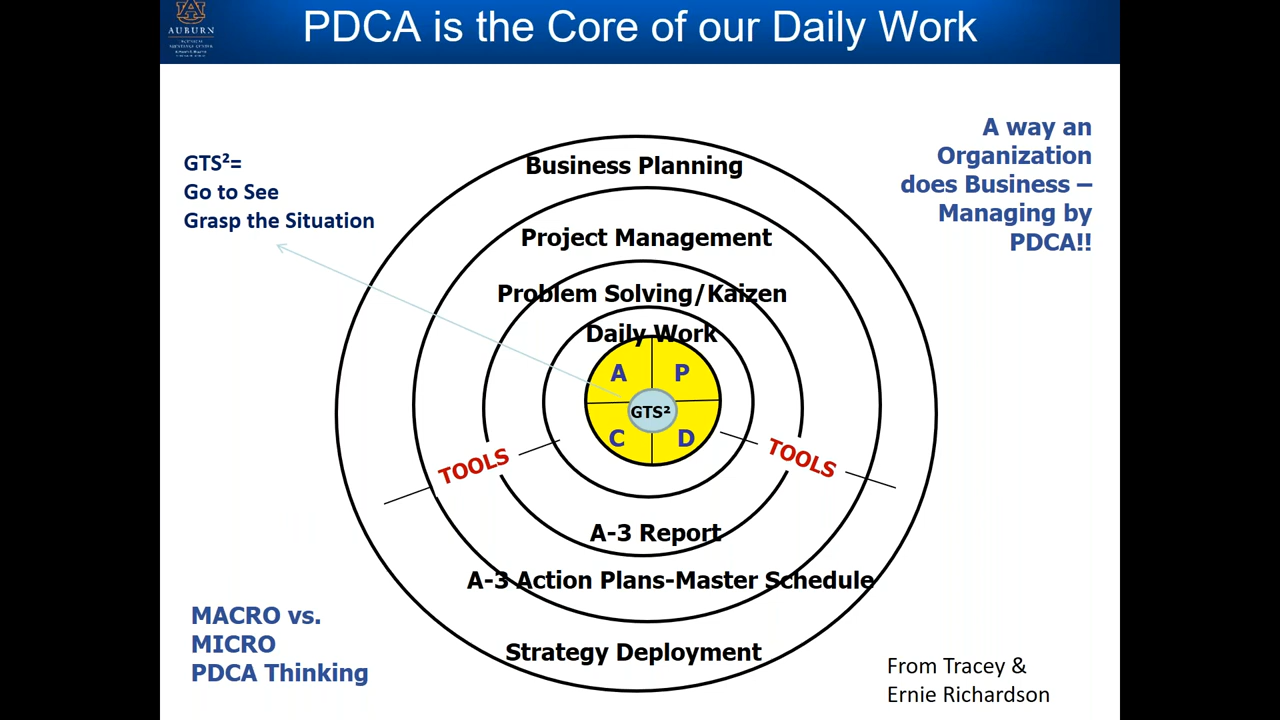 PDCA is the Core of our Daily Work
AUBURN
GTS²=
Go to See
Grasp the Situation
A way an
Organization
does Business –
Managing by
PDCA!!
Business Planning
Project Management
Problem Solving/Kaizen
Daily Work
A P
GTS²
C D
TOOLS TOOLS
A-3 Report
A-3 Action Plans-Master Schedule
Strategy Deployment
MACRO vs.
MICRO
PDCA Thinking
From Tracey &
Ernie Richardson